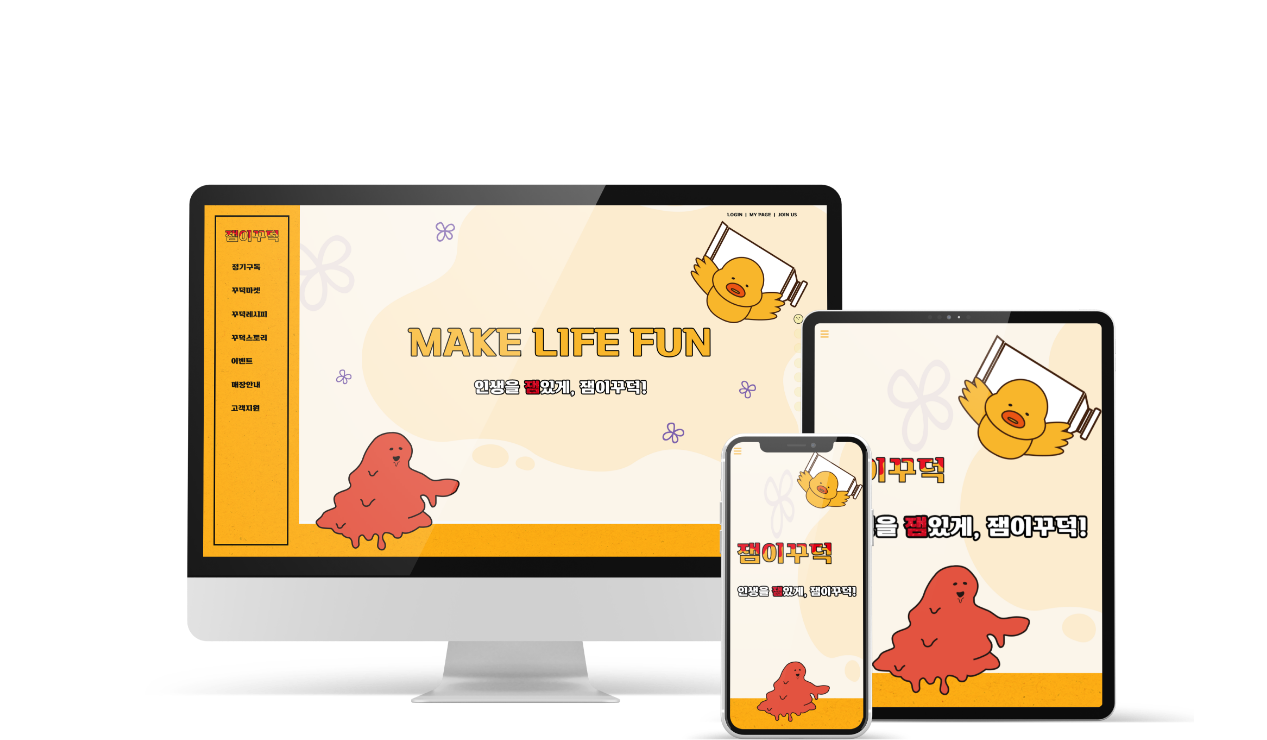 LOGIN | MY PAGE | JOIN US
잼이꾸덕
정기구독
꾸덕마켓
꾸덕레시피
꾸덕스토리
이벤트
매장안내
고객지원
MAKE LIFE FUN
인생을 잼있게, 잼이꾸덕!
이꾸덕
을 잼있게, 잼이꾸덕!
잼이꾸덕
인생을 잼있게, 잼이꾸덕!